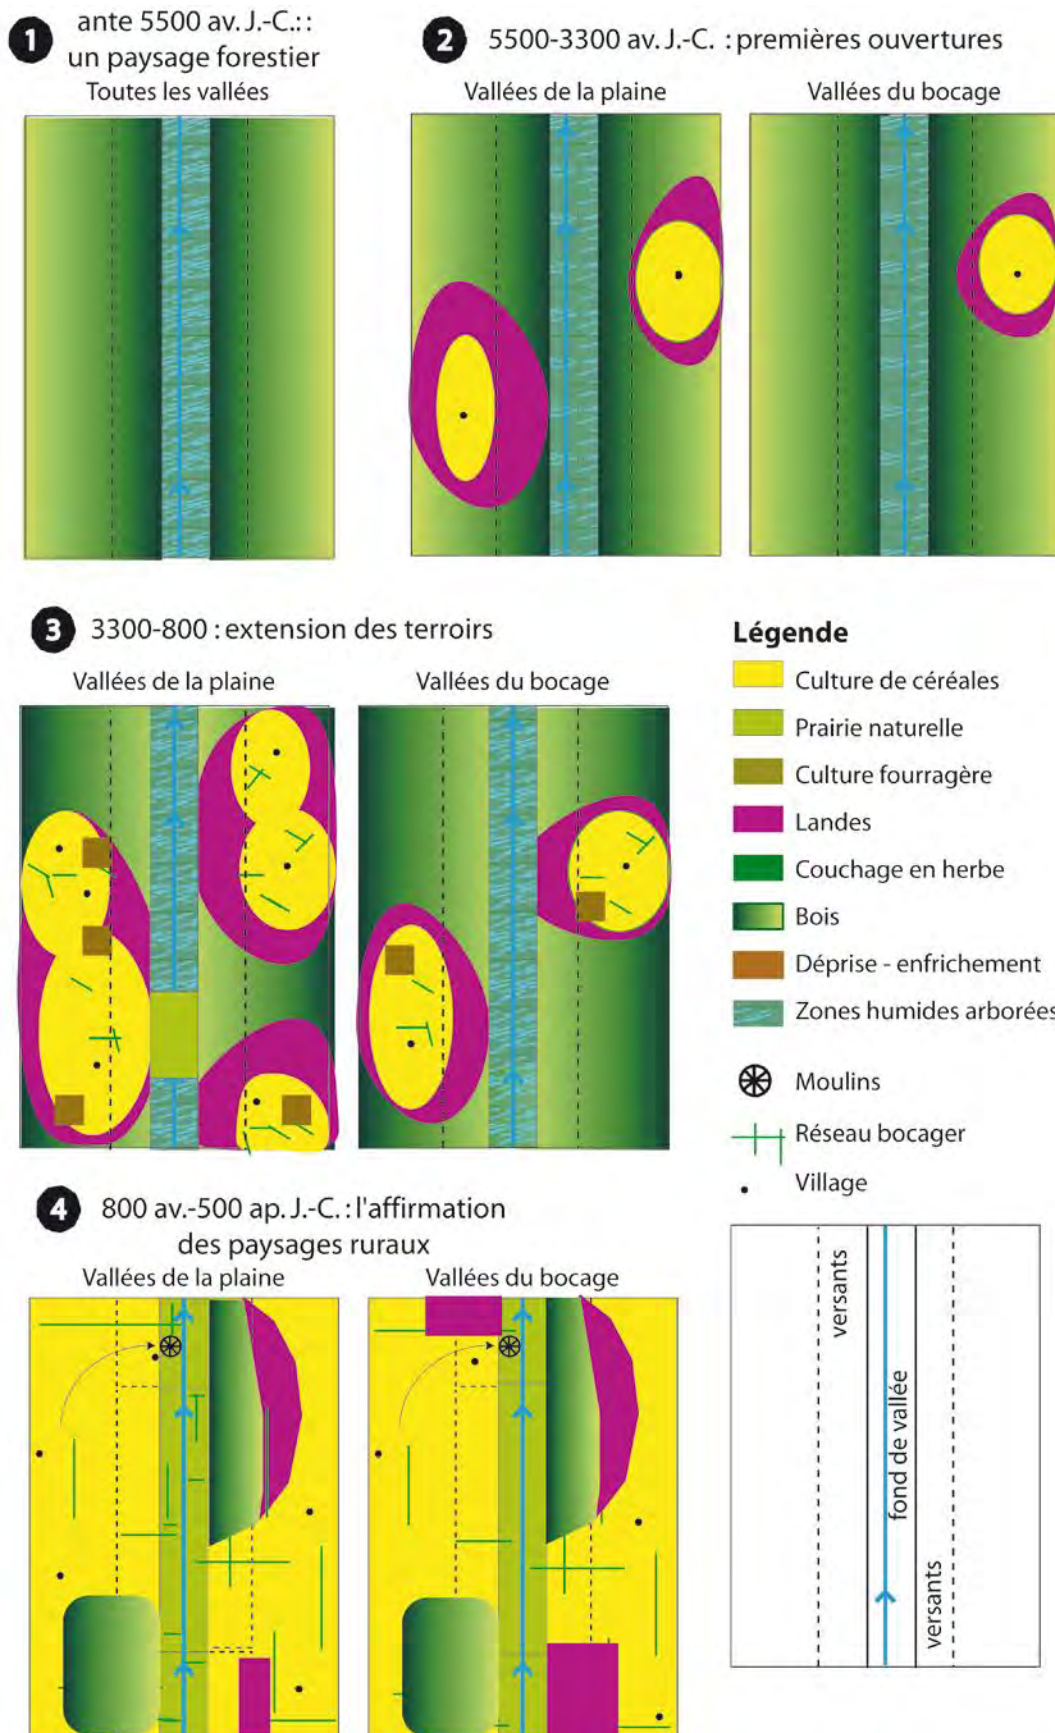 1 ante 5500 av. J.-C.: :
un paysage forestier
Toutes les vallées
2 5500-3300 av. J.-C. : premières ouvertures
Vallées de la plaine
Vallées du bocage
3 3300-800 : extension des terroirs
Vallées de la plaine
Vallées du bocage
Légende
Culture de céréales
Prairie naturelle
Culture fourragère
Landes
Couchage en herbe
Bois
Déprise - enfrichement
Zones humides arborées
Moulins
Réseau bocager
Village
4 800 av.-500 ap. J.-C. : l'affirmation
des paysages ruraux
Vallées de la plaine
Vallées du bocage
versants
fond de vallée
versants